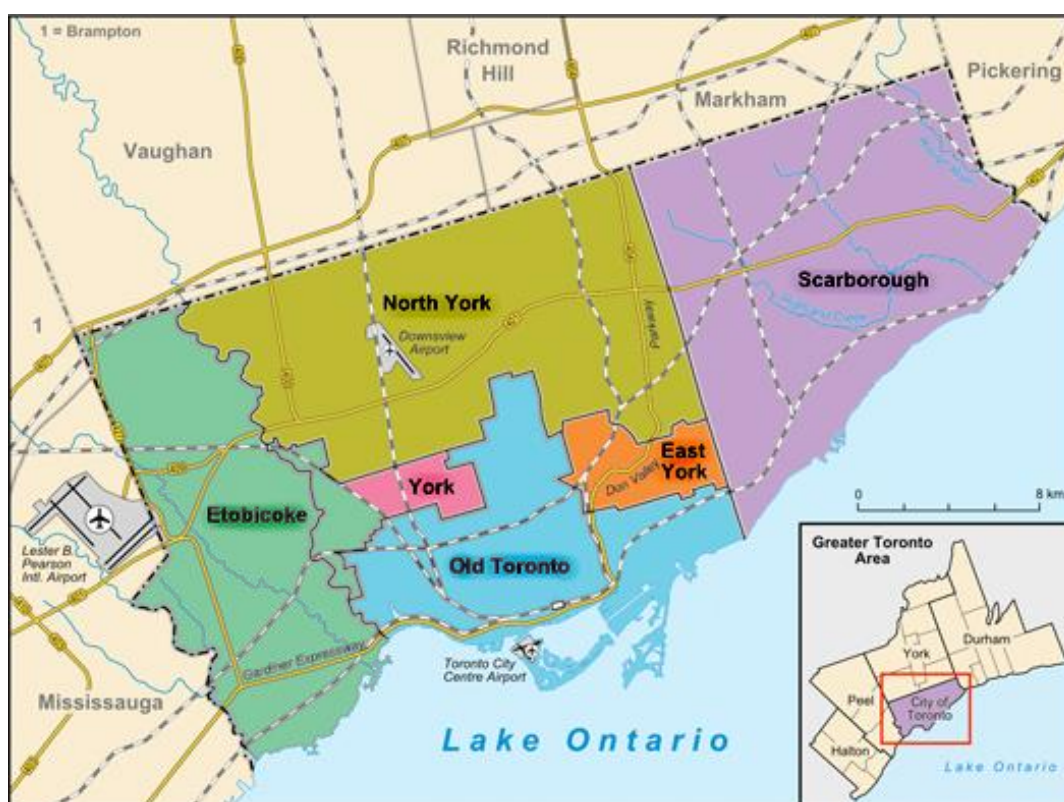 1 = Brampton
Richmond
Hill
Pickering
Markham
Vaughan
Scarborough
North York
Downsview
Airport
Parkway
1
East
York
Don Valley
York
Etobicoke
Old Toronto
0
8 km
Lester B.
Pearson
Intl. Airport
Gardiner Expressway
Toronto City
Centre Airport
Mississauga
Lake Ontario
Greater Toronto
Area
Durham
York
Peel
City of
Toronto
Halton
Lake Ontario